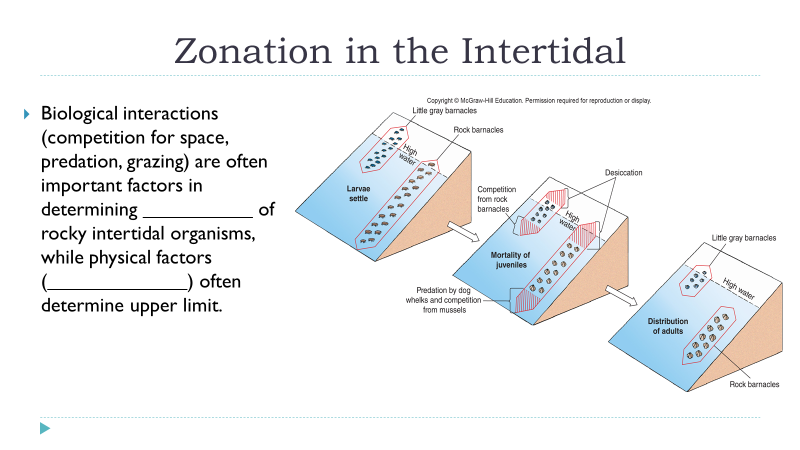 Zonation in the Intertidal
Biological interactions
(competition for space,
predation, grazing) are often
important factors in
determining ___________ of
rocky intertidal organisms,
while physical factors
(______________) often
determine upper limit.
Copyright © McGraw-Hill Education. Permission required for reproduction or display.
Little gray barnacles
Rock barnacles
High
water
Larvae
settle
Desiccation
Competition
from rock
barnacles
High
water
Mortality of
juveniles
Predation by dog
whelks and competition
from mussels
Little gray barnacles
High water
Distribution
of adults
Rock barnacles